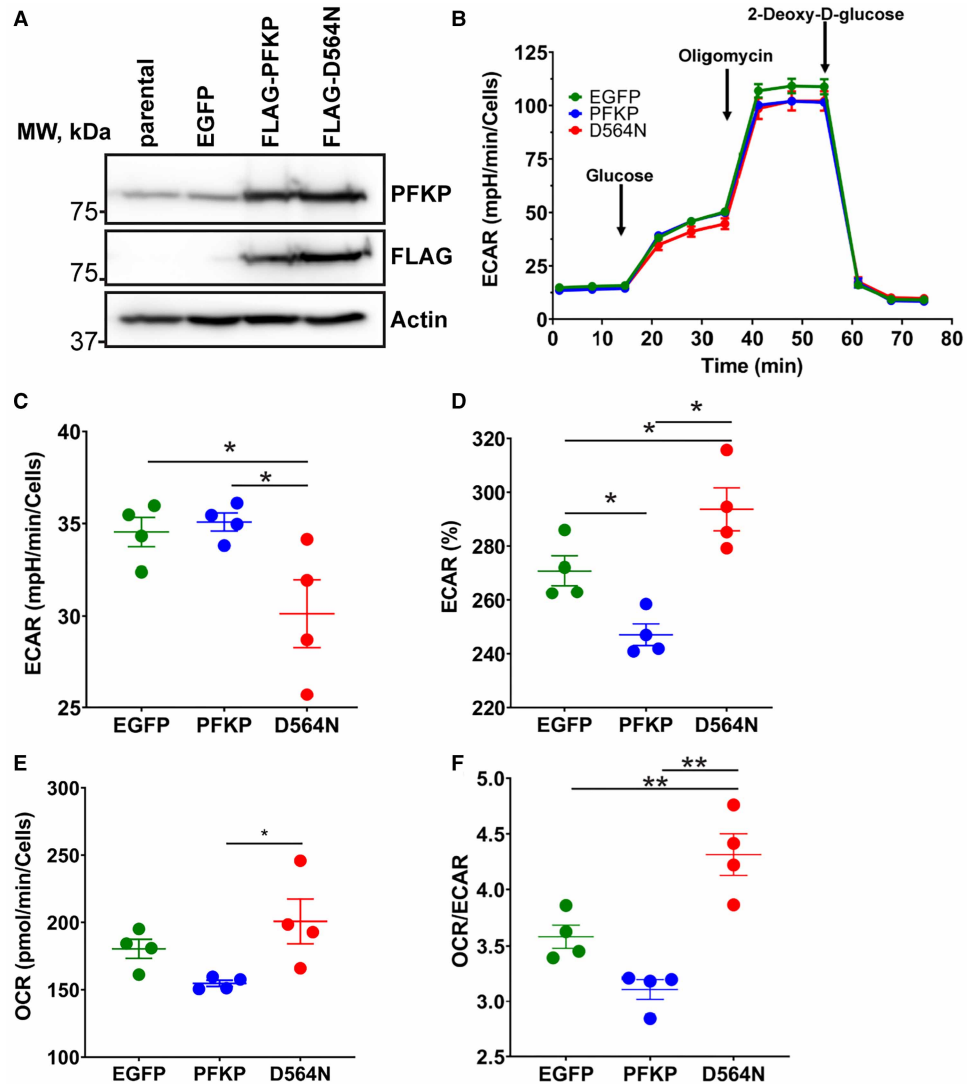 A
parental
EGFP
FLAG-PFKP
FLAG-D564N
MW, kDa
75
PFKP
75
FLAG
37
Actin
B
2-Deoxy-D-glucose
Oligomycin
Glucose
EGFP
PFKP
D564N
ECAR (mpH/min/Cells)
125
100
75
50
25
0
0 10 20 30 40 50 60 70 80
Time (min)
C
ECAR (mpH/min/Cells)
40
35
30
25
* 
*
EGFP PFKP D564N
D
ECAR (%)
320
300
280
260
240
220
*
*
*
EGFP PFKP D564N
E
OCR (pmol/min/Cells)
300
250
200
150
100
*
EGFP PFKP D564N
F
OCR/ECAR
5.0
4.5
4.0
3.5
3.0
2.5
**
**
EGFP PFKP D564N